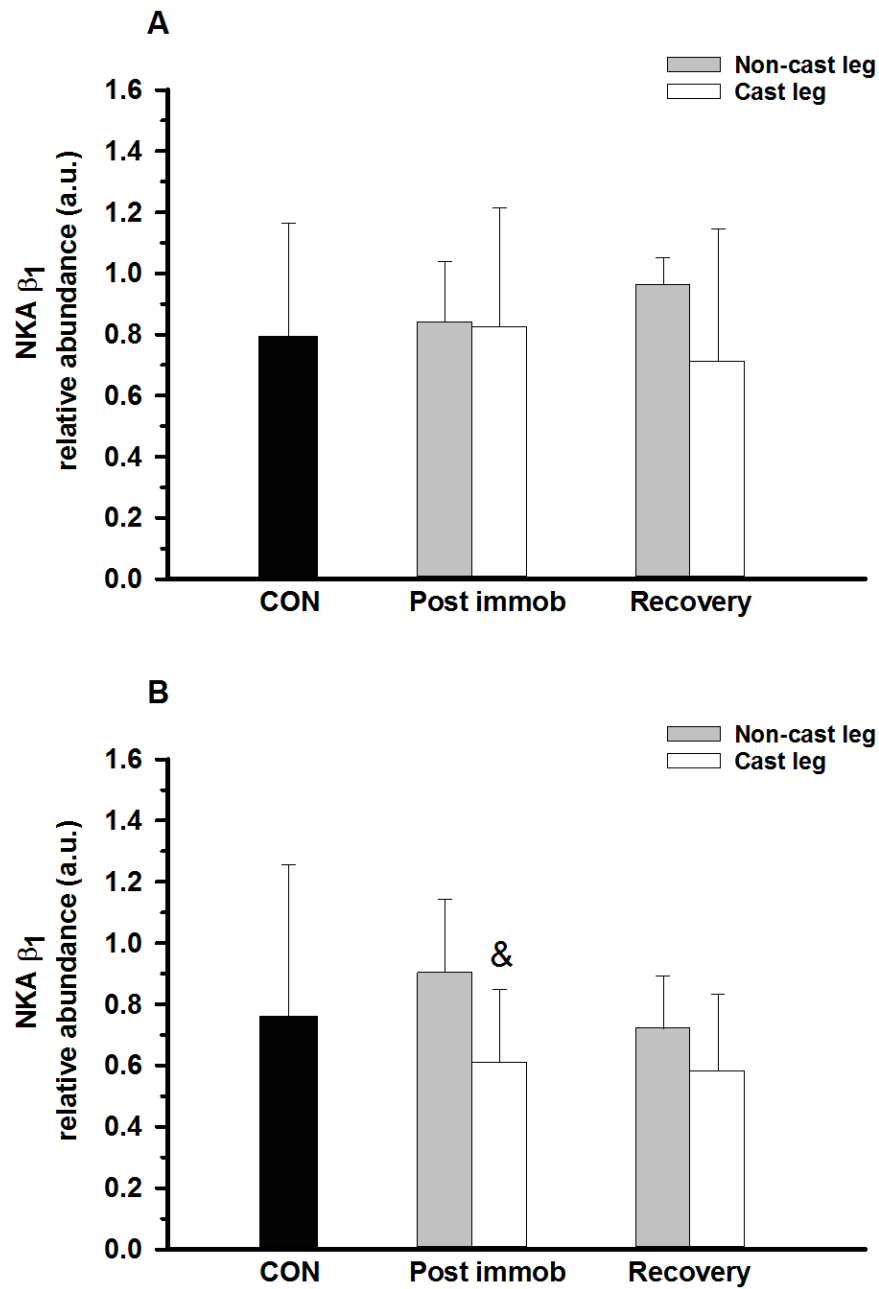 A
Non-cast leg
Cast leg
NKA β1
relative abundance (a.u.)
1.6
1.4
1.2
1.0
0.8
0.6
0.4
0.2
0.0
CON Post immob Recovery
B
Non-cast leg
Cast leg
NKA β1
relative abundance (a.u.)
1.6
1.4
1.2
1.0
0.8
0.6
0.4
0.2
0.0
&
CON Post immob Recovery